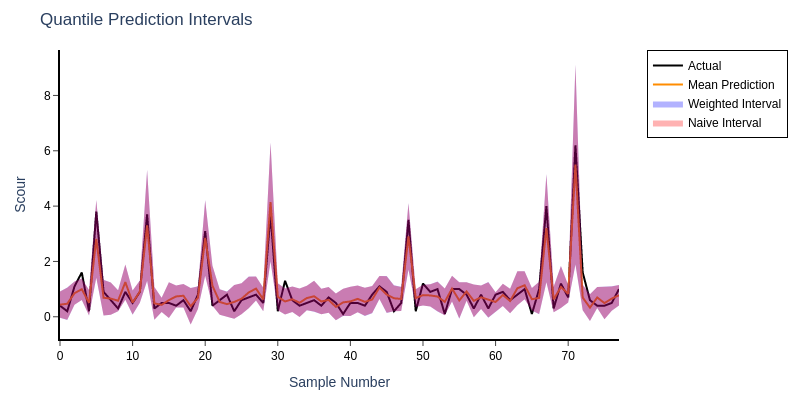 Quantile Prediction Intervals
Actual
Mean Prediction
Weighted Interval
Naive Interval
Scour
8
6
4
2
0
0 10 20 30 40 50 60 70
Sample Number